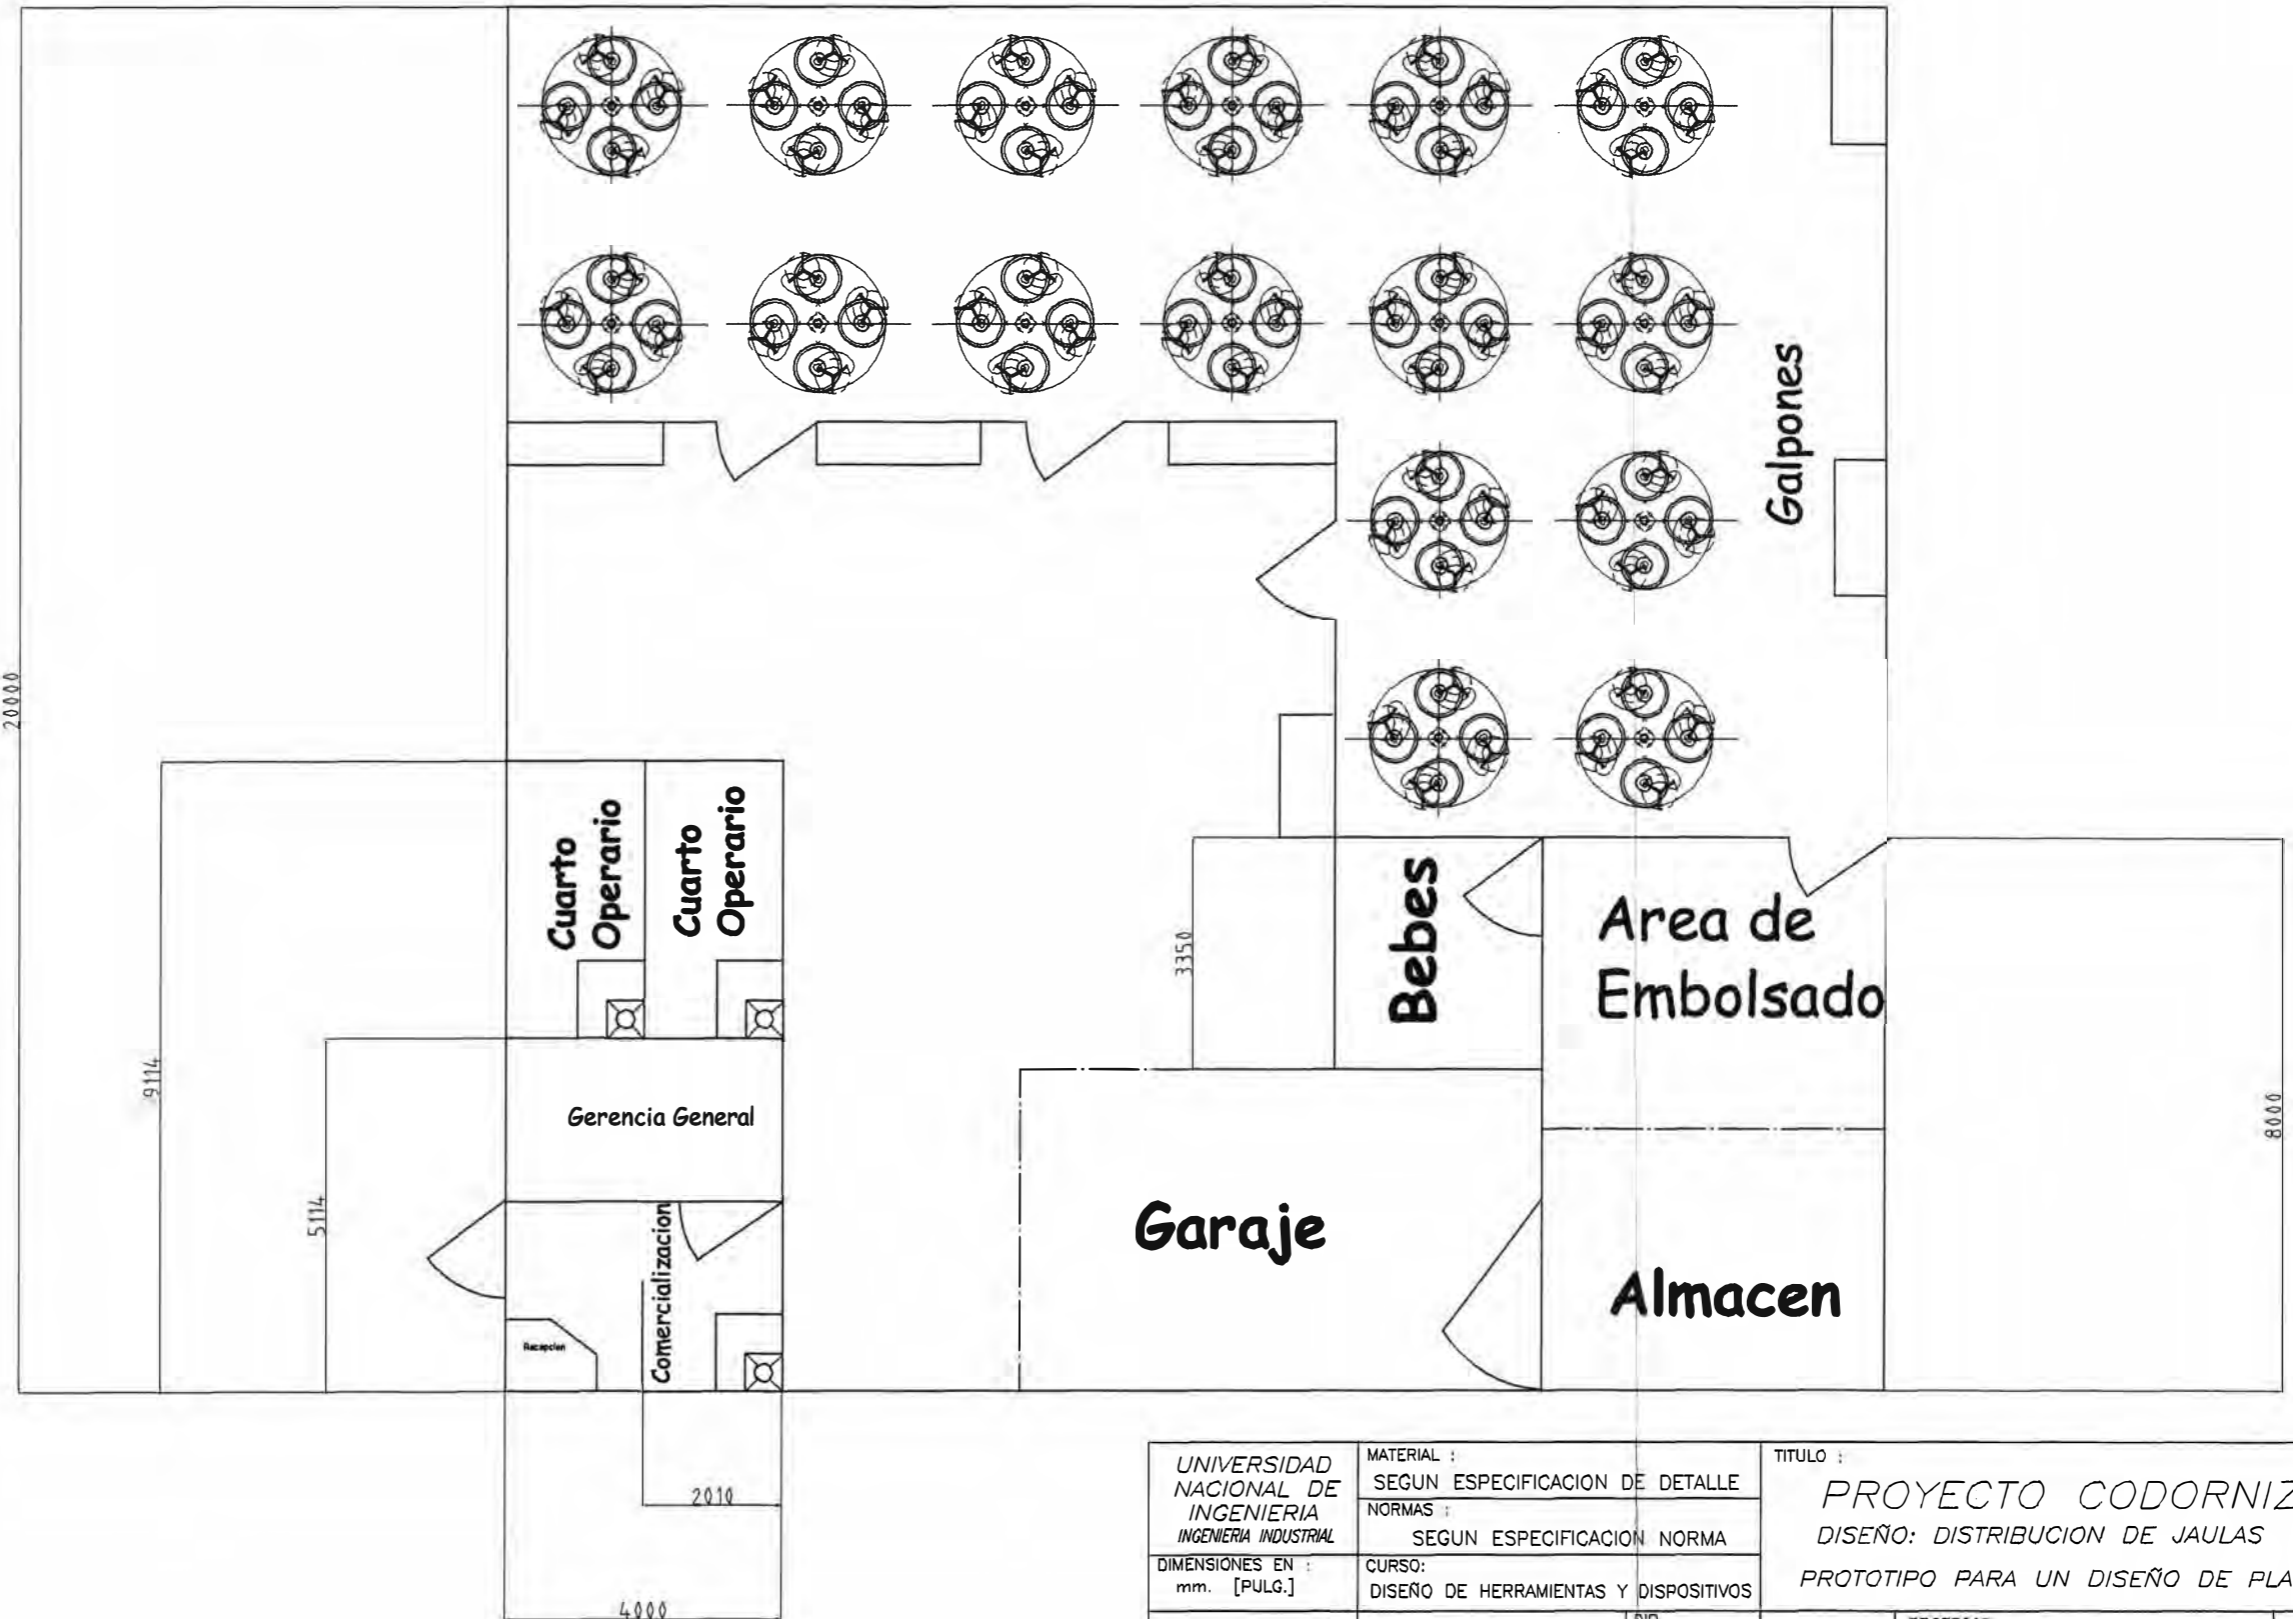 20000
Galpones
Cuarto
Operario
Cuarto
Operario
Bebes
Area de
Embolsado
3350
9114
8000
Gerencia General
5114
Comercializacion
Garaje
Almacen
Recepcion
2010
4000
UNIVERSIDAD
NACIONAL DE
INGENIERIA
INGENIERIA INDUSTRIAL
DIMENSIONES EN :
mm. [PULG.]
MATERIAL :
SEGUN ESPECIFICACION DE DETALLE
NORMAS :
SEGUN ESPECIFICACION NORMA
CURSO:
DISEÑO DE HERRAMIENTAS Y DISPOSITIVOS
TITULO :
PROYECTO CODORNIZ
DISEÑO: DISTRIBUCION DE JAULAS
PROTOTIPO PARA UN DISEÑO DE PLA